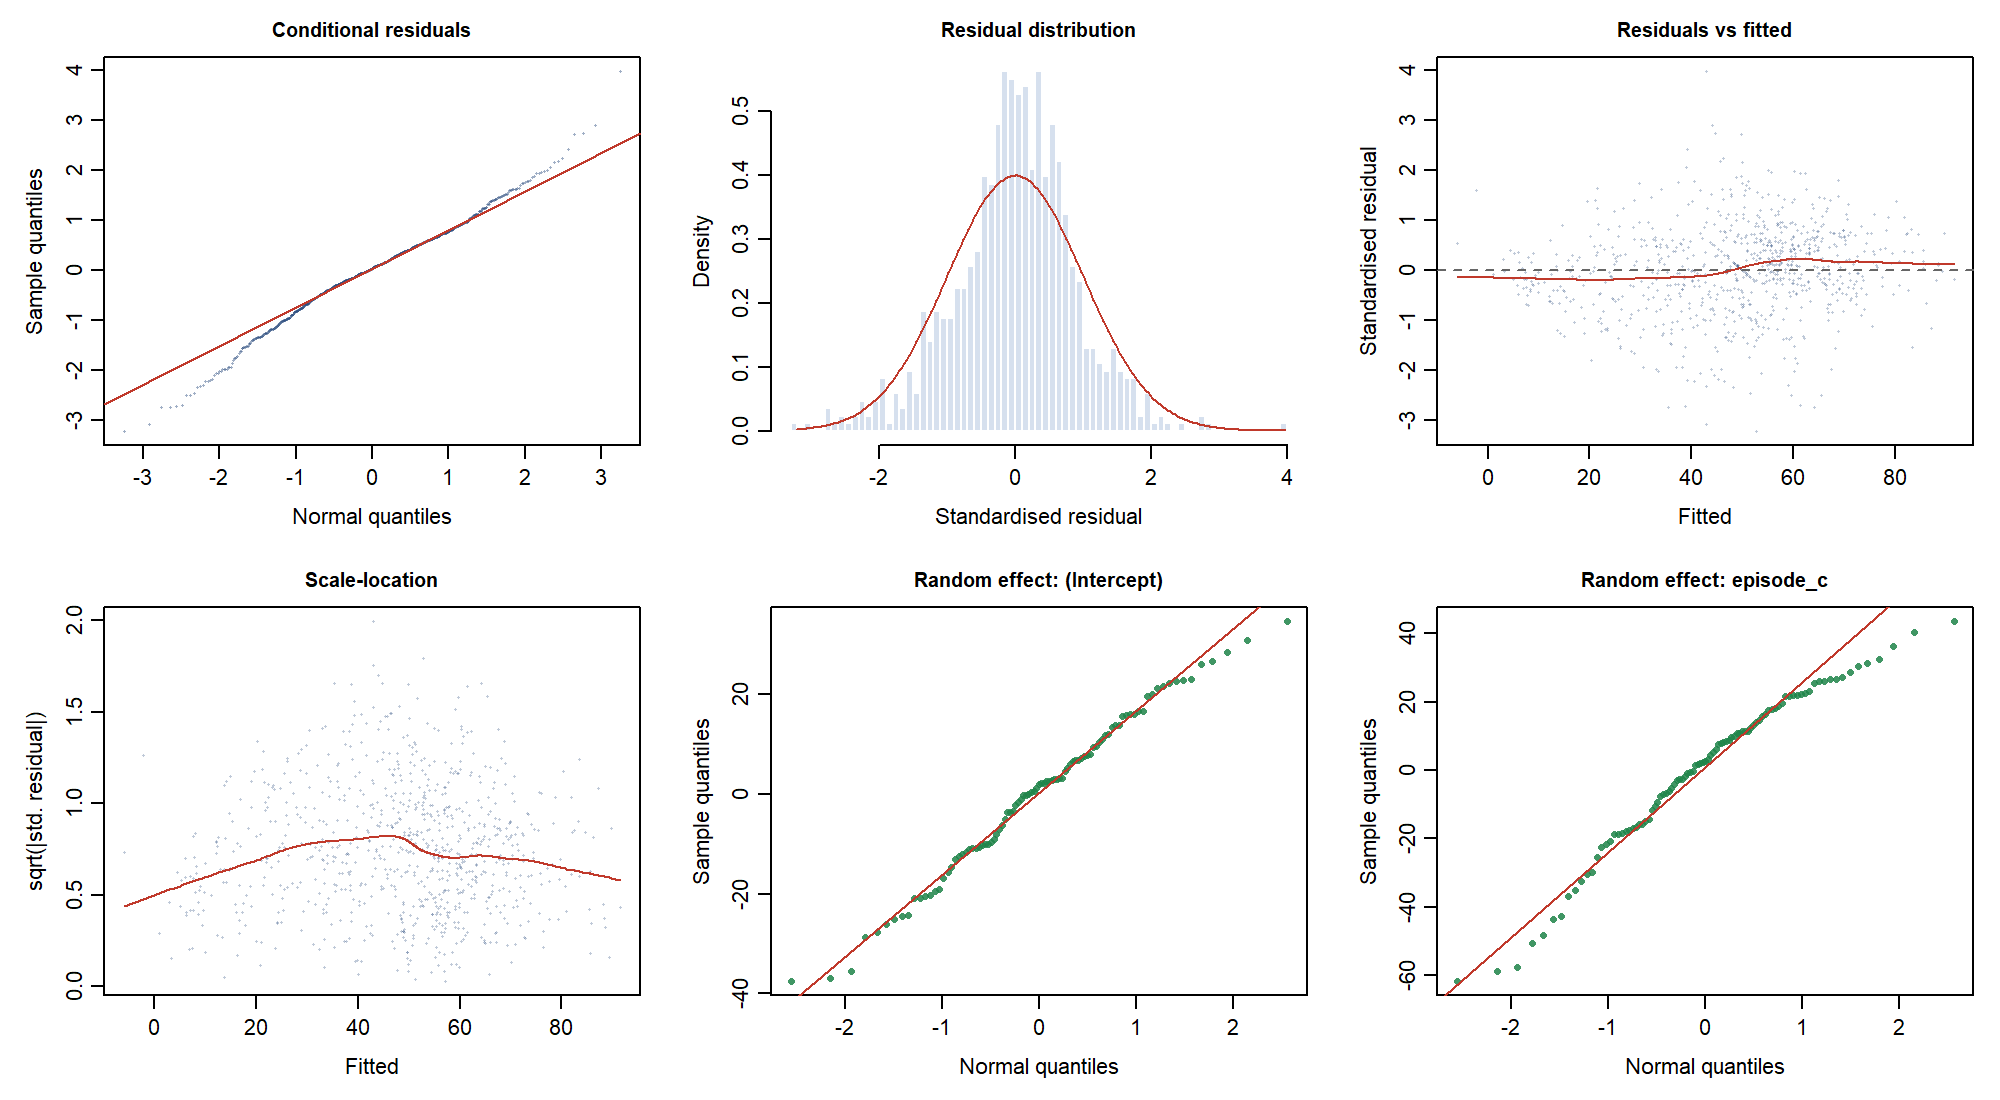 Conditional residuals
4
3
2
1
0
-1
-2
-3
Sample quantiles
-3 -2 -1 0 1 2 3
Normal quantiles
Residual distribution
0.5
0.4
0.3
0.2
0.1
0.0
Density
-2 0 2 4
Standardised residual
Residuals vs fitted
4
3
2
1
0
-1
-2
-3
Standardised residual
0 20 40 60 80
Fitted
Scale-location
2.0
1.5
1.0
0.5
0.0
sqrt(|std. residual|)
0 20 40 60 80
Fitted
Random effect: (Intercept)
20
0
-20
-40
Sample quantiles
-2 -1 0 1 2
Normal quantiles
Random effect: episode_c
40
20
0
-20
-40
-60
Sample quantiles
-2 -1 0 1 2
Normal quantiles